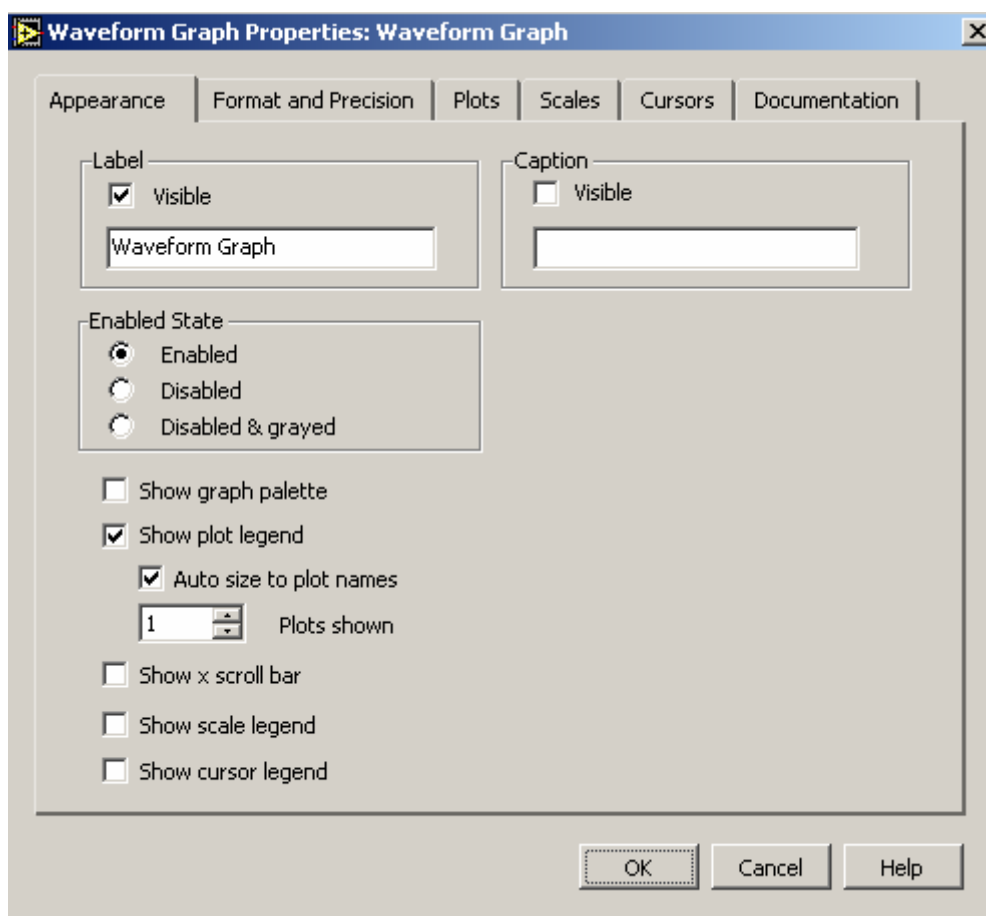 Waveform Graph Properties: Waveform Graph
Appearance Format and Precision Plots Scales Cursors Documentation
Label
Visible
Waveform Graph
Caption
Visible
Enabled State
Enabled
Disabled
Disabled & grayed
Show graph palette
Show plot legend
Auto size to plot names
1 Plots shown
Show x scroll bar
Show scale legend
Show cursor legend
OK Cancel Help